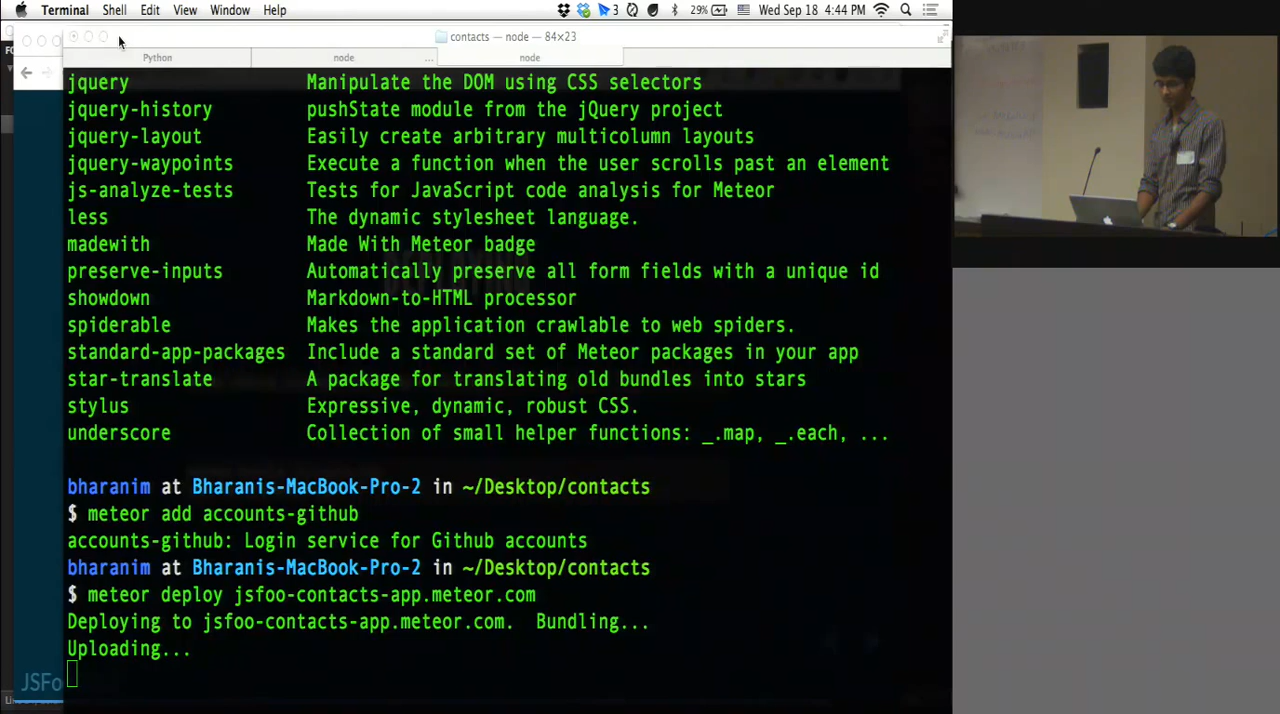 Terminal Shell Edit View Window Help 3 29% Wed Sep 18 4:44 PM
contacts — node — 84×23
Python node ... node
jquery Manipulate the DOM using CSS selectors
jquery-history pushState module from the jQuery project
jquery-layout Easily create arbitrary multicolumn layouts
jquery-waypoints Execute a function when the user scrolls past an element
js-analyze-tests Tests for JavaScript code analysis for Meteor
less The dynamic stylesheet language.
madewith Made With Meteor badge
preserve-inputs Automatically preserve all form fields with a unique id
showdown Markdown-to-HTML processor
spiderable Makes the application crawlable to web spiders.
standard-app-packages Include a standard set of Meteor packages in your app
star-translate A package for translating old bundles into stars
stylus Expressive, dynamic, robust CSS.
underscore Collection of small helper functions: _.map, _.each, ...
bharanim at Bharanis-MacBook-Pro-2 in ~/Desktop/contacts
$ meteor add accounts-github
accounts-github: Login service for Github accounts
bharanim at Bharanis-MacBook-Pro-2 in ~/Desktop/contacts
$ meteor deploy jsfoo-contacts-app.meteor.com
Deploying to jsfoo-contacts-app.meteor.com. Bundling...
Uploading...
JSFo